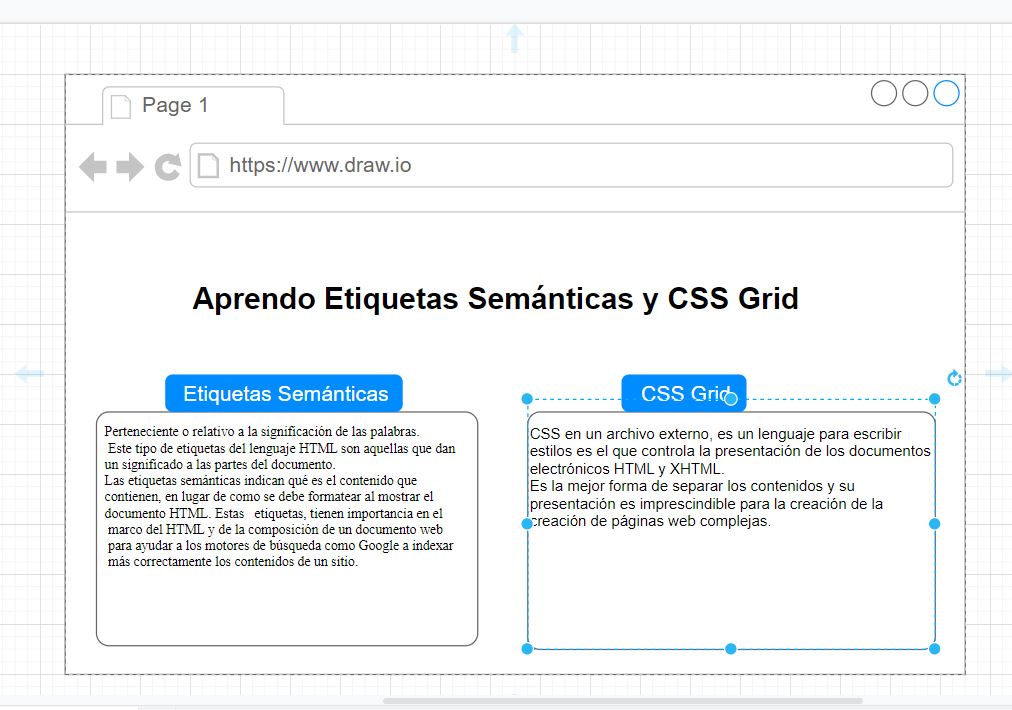 Page 1
https://www.draw.io
Aprendo Etiquetas Semánticas y CSS Grid
Etiquetas Semánticas
Perteneciente o relativo a la significación de las palabras.
Este tipo de etiquetas del lenguaje HTML son aquellas que dan
un significado a las partes del documento.
Las etiquetas semánticas indican qué es el contenido que
contienen, en lugar de como se debe formatear al mostrar el
documento HTML. Estas etiquetas, tienen importancia en el
marco del HTML y de la composición de un documento web
para ayudar a los motores de búsqueda como Google a indexar
más correctamente los contenidos de un sitio.
CSS Grid
CSS en un archivo externo, es un lenguaje para escribir
estilos es el que controla la presentación de los documentos
electrónicos HTML y XHTML.
Es la mejor forma de separar los contenidos y su
presentación es imprescindible para la creación de la
creación de páginas web complejas.